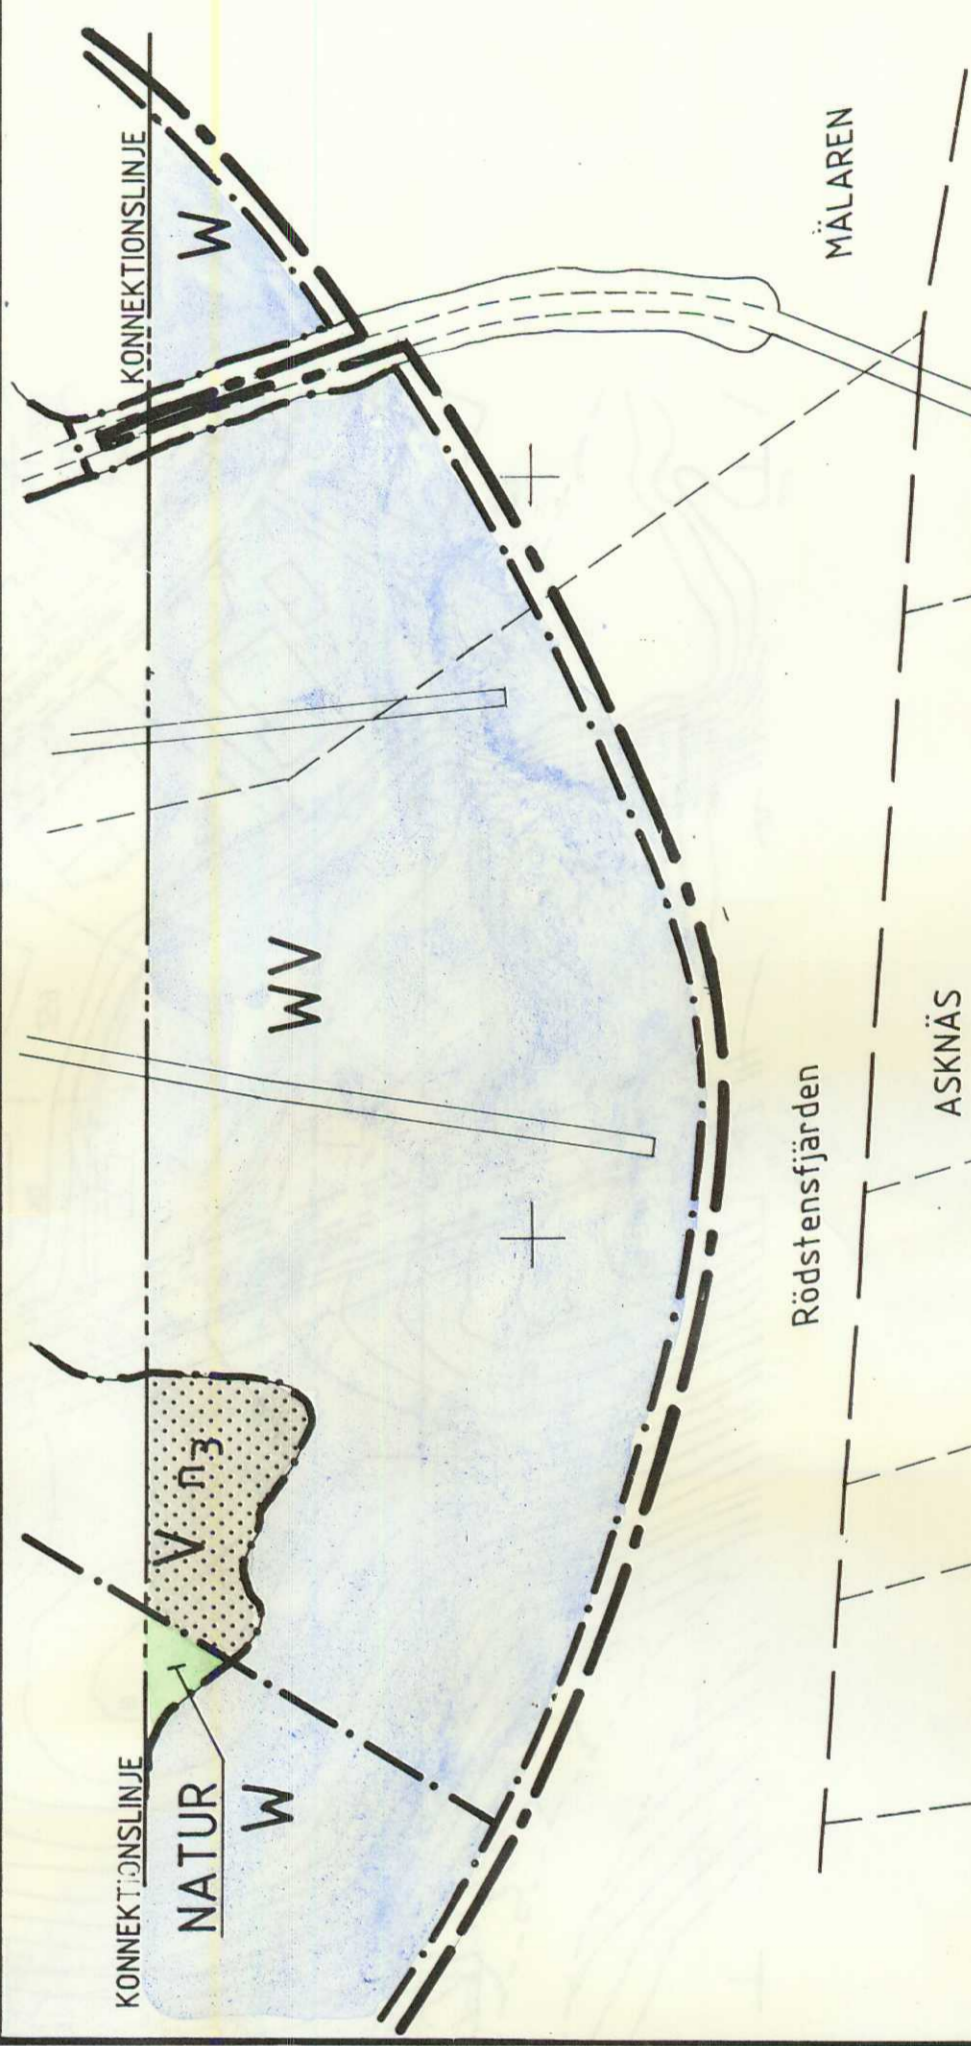 KONNEKTIONSLINJE
NATUR
W
V
n3
WV
KONNEKTIONSLINJE
W
Rödstensfjärden
MÄLAREN
ASKNÄS